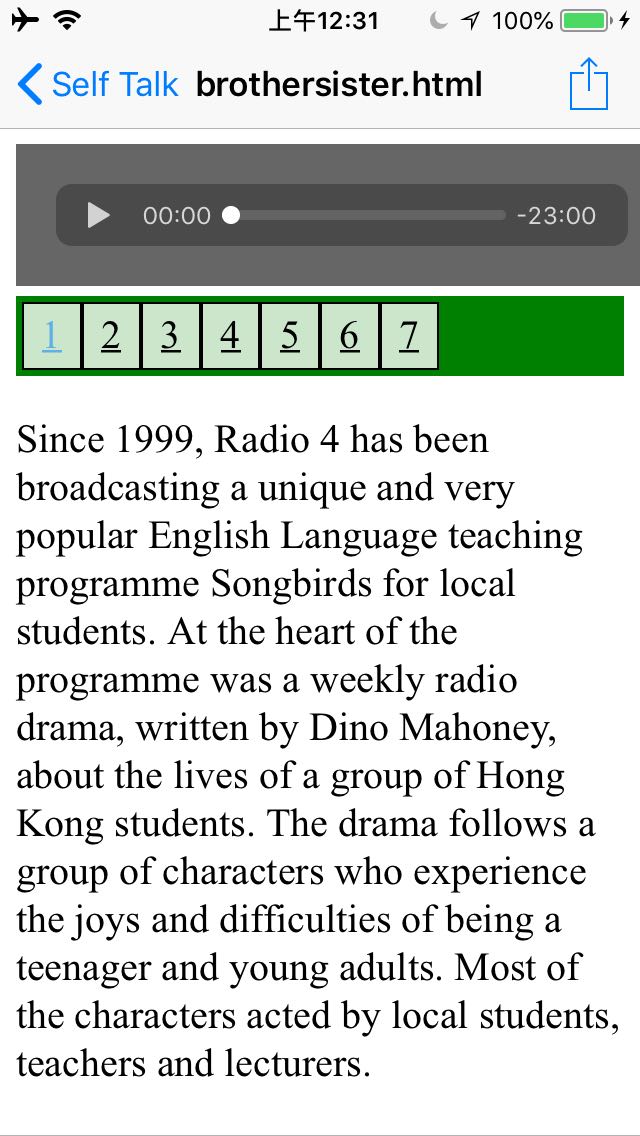 上午12:31
100%
Self Talk
brothersister.html
00:00
-23:00
1 2 3 4 5 6 7
Since 1999, Radio 4 has been
broadcasting a unique and very
popular English Language teaching
programme Songbirds for local
students. At the heart of the
programme was a weekly radio
drama, written by Dino Mahoney,
about the lives of a group of Hong
Kong students. The drama follows a
group of characters who experience
the joys and difficulties of being a
teenager and young adults. Most of
the characters acted by local students,
teachers and lecturers.